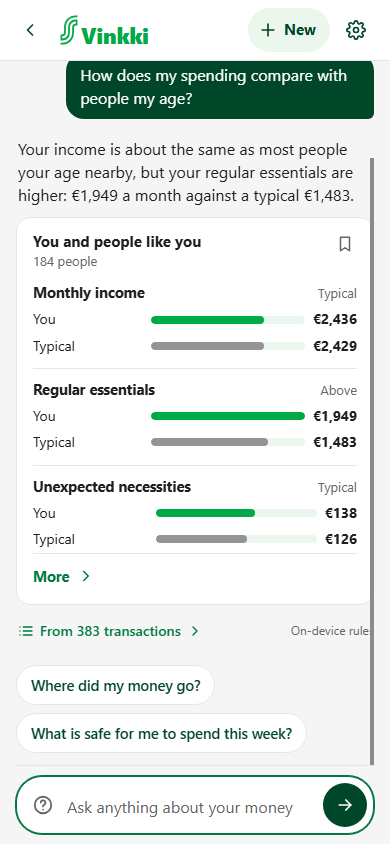 Vinkki
New
How does my spending compare with
people my age?
Your income is about the same as most people
your age nearby, but your regular essentials are
higher: €1,949 a month against a typical €1,483.
You and people like you
184 people
Monthly income Typical
You €2,436
Typical €2,429
Regular essentials Above
You €1,949
Typical €1,483
Unexpected necessities Typical
You €138
Typical €126
More
From 383 transactions On-device rule
Where did my money go?
What is safe for me to spend this week?
Ask anything about your money